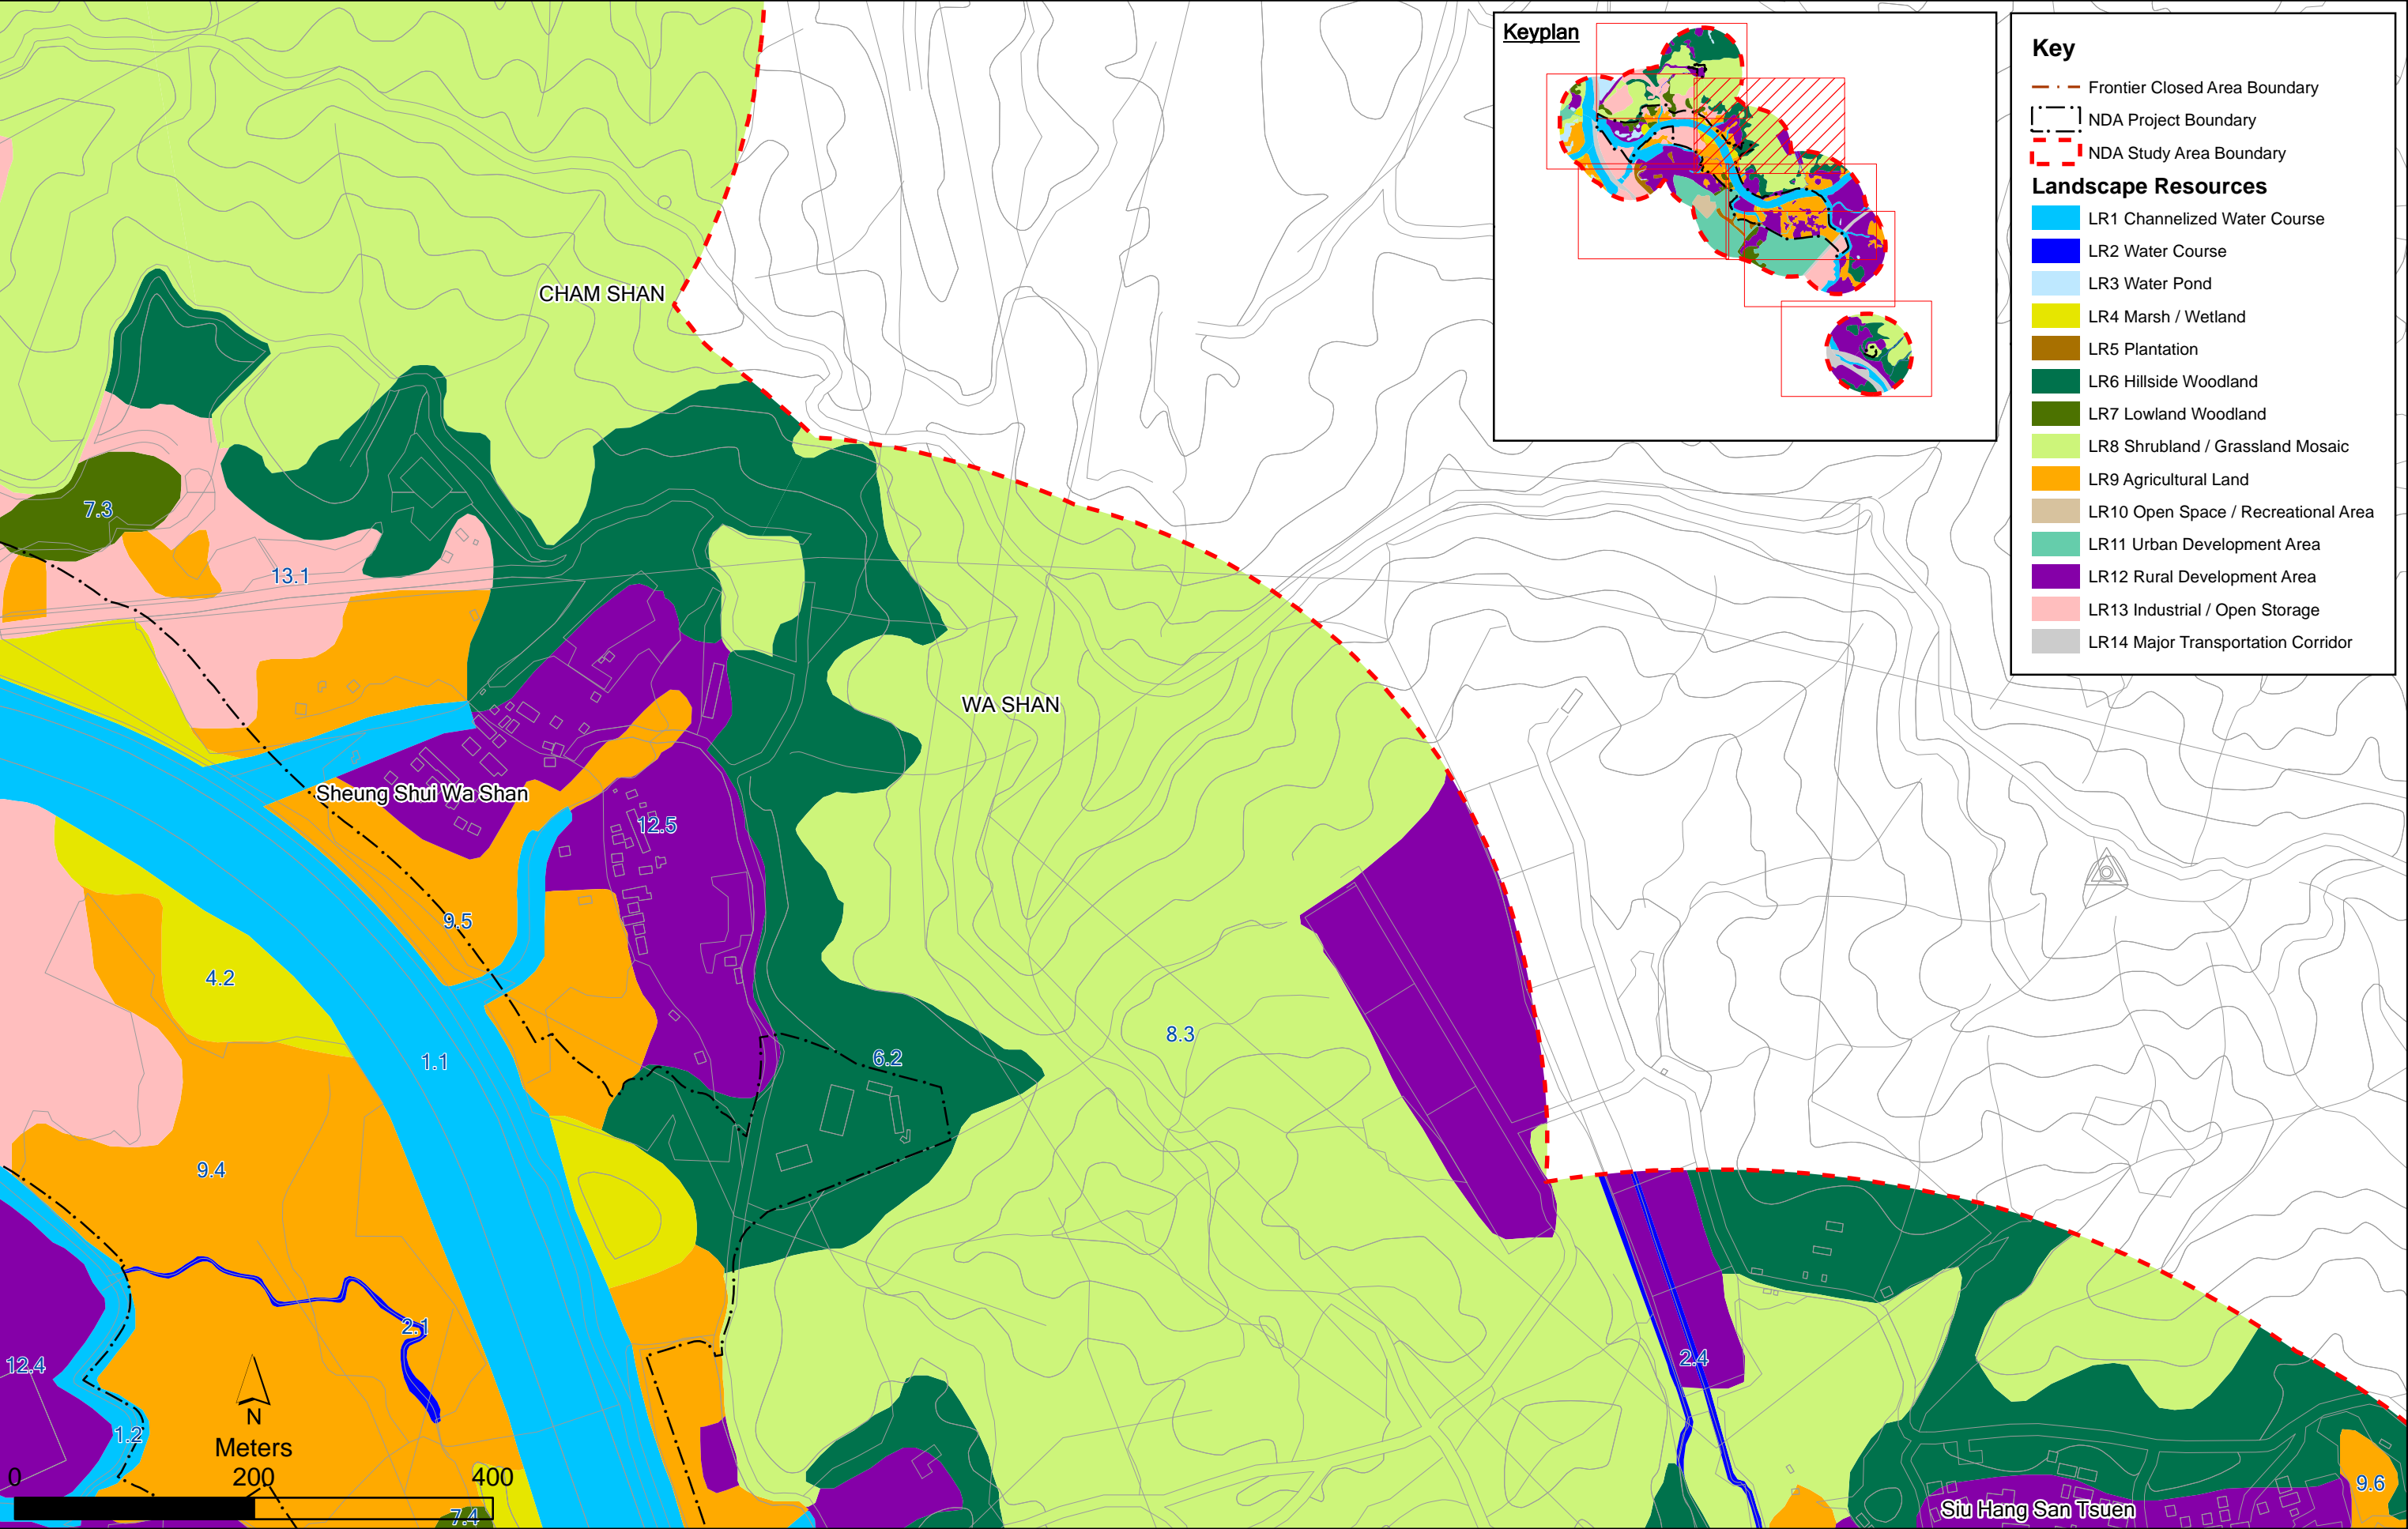 Keyplan
Key
Frontier Closed Area Boundary
NDA Project Boundary
NDA Study Area Boundary
Landscape Resources
LR1 Channelized Water Course
LR2 Water Course
LR3 Water Pond
LR4 Marsh / Wetland
LR5 Plantation
LR6 Hillside Woodland
LR7 Lowland Woodland
LR8 Shrubland / Grassland Mosaic
LR9 Agricultural Land
LR10 Open Space / Recreational Area
LR11 Urban Development Area
LR12 Rural Development Area
LR13 Industrial / Open Storage
LR14 Major Transportation Corridor
CHAM SHAN
7.3
13.1
WA SHAN
Sheung Shui Wa Shan
12.5
9.5
4.2
8.3
1.1
6.2
9.4
2.1
12.4
2.4
N
1.2
Meters
0 200 400
7.4
9.6
Siu Hang San Tsuen